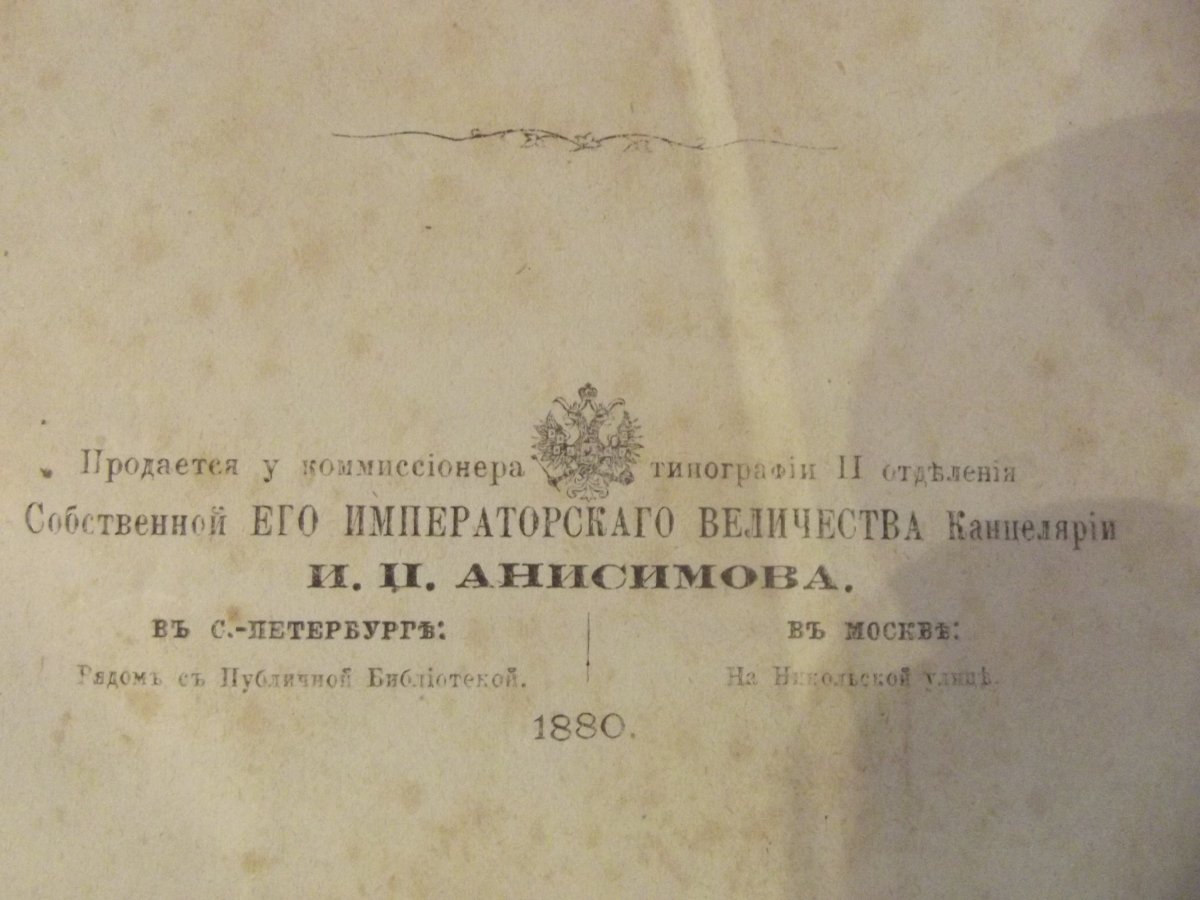 Продается у коммиссіонера типографіи II отдѣленія
Собственной ЕГО ИМПЕРАТОРСКАГО ВЕЛИЧЕСТВА Канцеляріи
И. П. АНИСИМОВА.
ВЪ С.-ПЕТЕРБУРГѢ:
ВЪ МОСКВѢ:
Рядомъ съ Публичной Библіотекой.
На Никольской улицѣ.
1880.